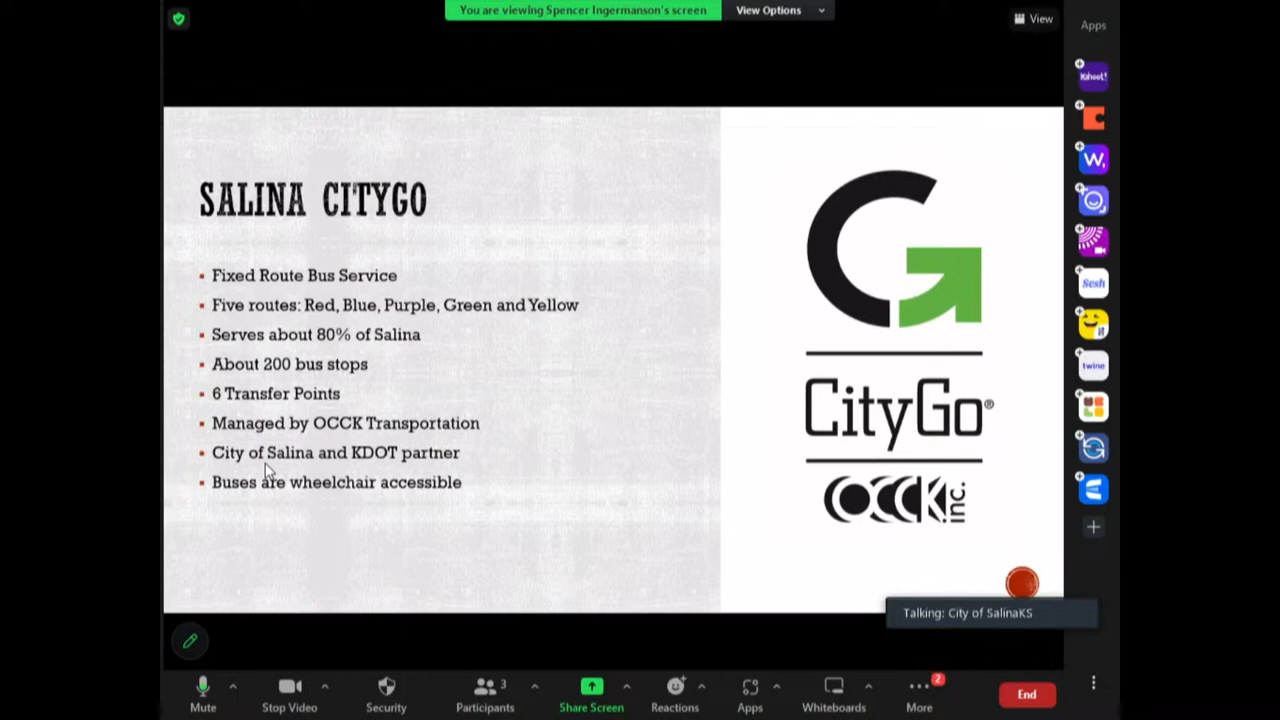 You are viewing Spencer Ingermanson's screen
View Options
View
Apps
Kahoot!
W,
SALINA CITYGO
Sesh
twine
Fixed Route Bus Service
Five routes: Red, Blue, Purple, Green and Yellow
Serves about 80% of Salina
About 200 bus stops
6 Transfer Points
Managed by OCCK Transportation
City of Salina and KDOT partner
Buses are wheelchair accessible
G
CityGo®
OCCK inc.
Talking: City of SalinaKS
Mute
Stop Video
Security
Participants
3
Share Screen
Reactions
Apps
Whiteboards
More
2
End